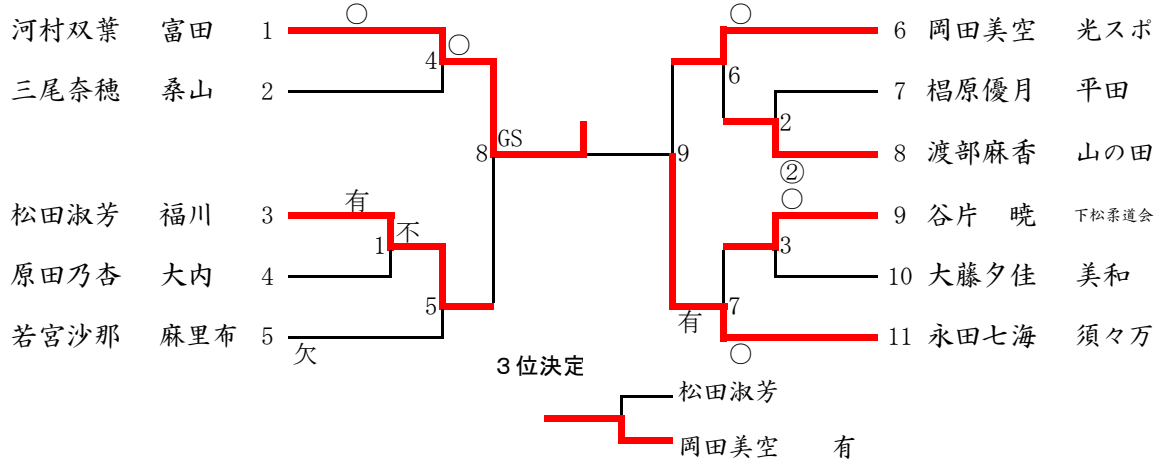 ○ ○
河村双葉 富田 1 6 岡田美空 光スポ
○
4 6
三尾奈穂 桑山 2 7 椙原優月 平田
2
GS
8 9 8 渡部麻香 山の田
②
有 ○
松田淑芳 福川 3 9 谷片 暁 下松柔道会
不
1 3
原田乃杏 大内 4 10 大藤夕佳 美和
5 7
有
若宮沙那 麻里布 5 11 永田七海 須々万
欠 ○
3位決定
松田淑芳
岡田美空 有